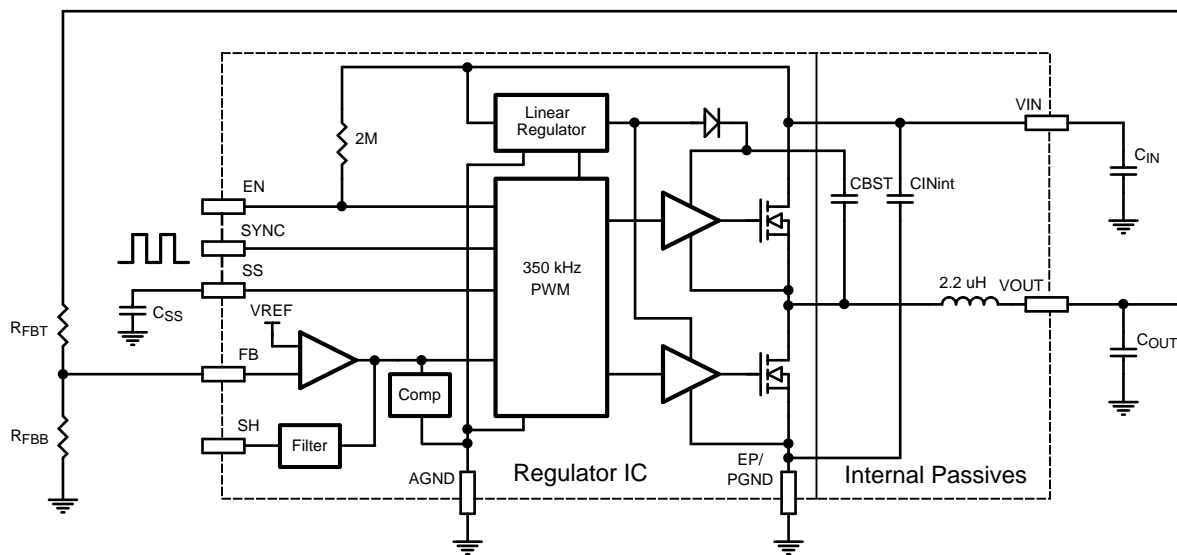 VIN
Linear
Regulator
2M
CIN
CBST
CINint
EN
SYNC
SS
350 kHz
PWM
2.2 uH
VOUT
CSS
VREF
RFBT
COUT
FB
Comp
RFBB
SH
Filter
AGND
Regulator IC
EP/
PGND
Internal Passives